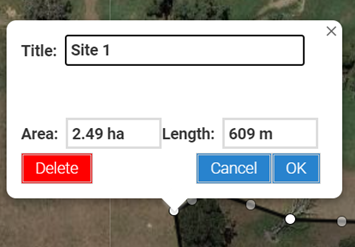 Title: Site 1
Area: 2.49 ha Length: 609 m
Delete Cancel OK